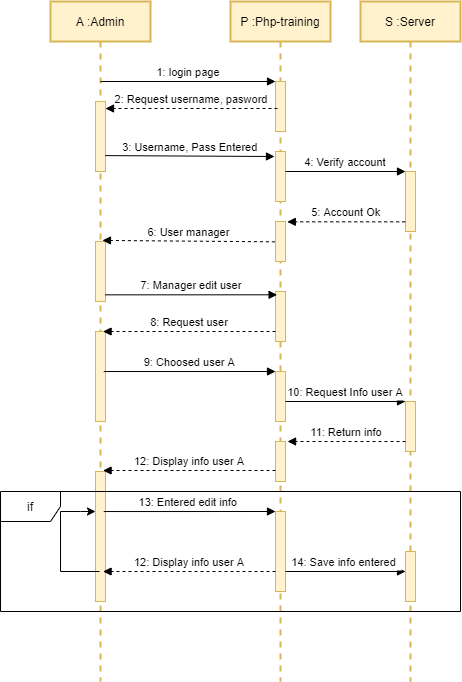 A :Admin
P :Php-training
S :Server
1: login page
2: Request username, pasword
3: Username, Pass Entered
4: Verify account
5: Account Ok
6: User manager
7: Manager edit user
8: Request user
9: Choosed user A
10: Request Info user A
11: Return info
12: Display info user A
if
13: Entered edit info
12: Display info user A
14: Save info entered